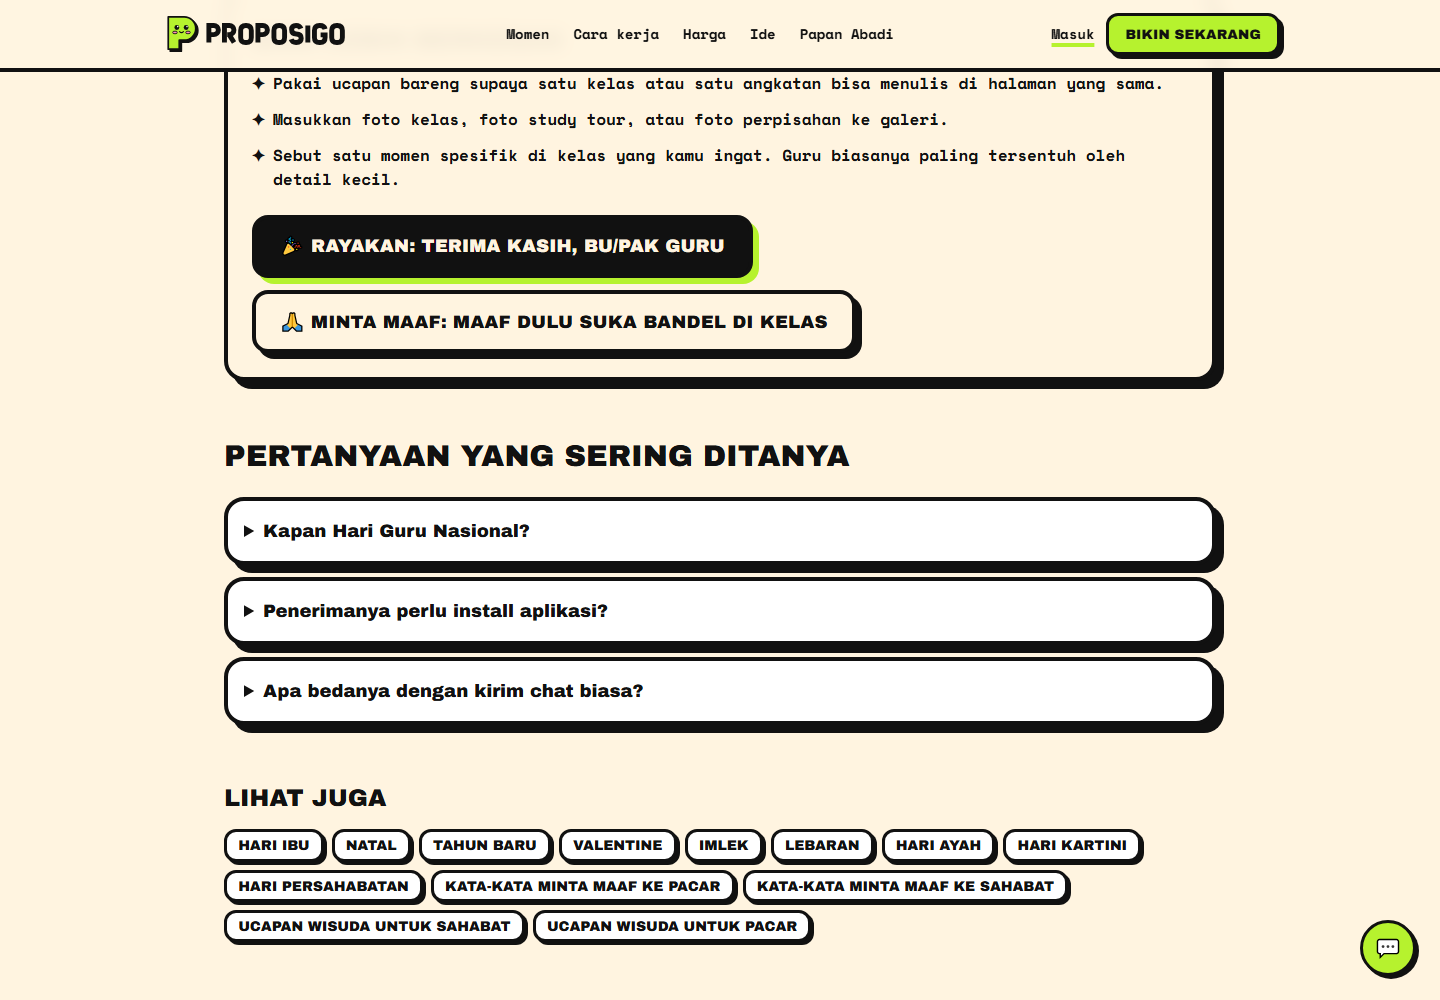 PROPOSIGO
Momen Cara kerja Harga Ide Papan Abadi
Masuk BIKIN SEKARANG
✦ Pakai ucapan bareng supaya satu kelas atau satu angkatan bisa menulis di halaman yang sama.
✦ Masukkan foto kelas, foto study tour, atau foto perpisahan ke galeri.
✦ Sebut satu momen spesifik di kelas yang kamu ingat. Guru biasanya paling tersentuh oleh
detail kecil.
🎉 RAYAKAN: TERIMA KASIH, BU/PAK GURU
🙏 MINTA MAAF: MAAF DULU SUKA BANDEL DI KELAS
PERTANYAAN YANG SERING DITANYA
▶ Kapan Hari Guru Nasional?
▶ Penerimanya perlu install aplikasi?
▶ Apa bedanya dengan kirim chat biasa?
LIHAT JUGA
HARI IBU NATAL TAHUN BARU VALENTINE IMLEK LEBARAN HARI AYAH HARI KARTINI
HARI PERSAHABATAN KATA-KATA MINTA MAAF KE PACAR KATA-KATA MINTA MAAF KE SAHABAT
UCAPAN WISUDA UNTUK SAHABAT UCAPAN WISUDA UNTUK PACAR